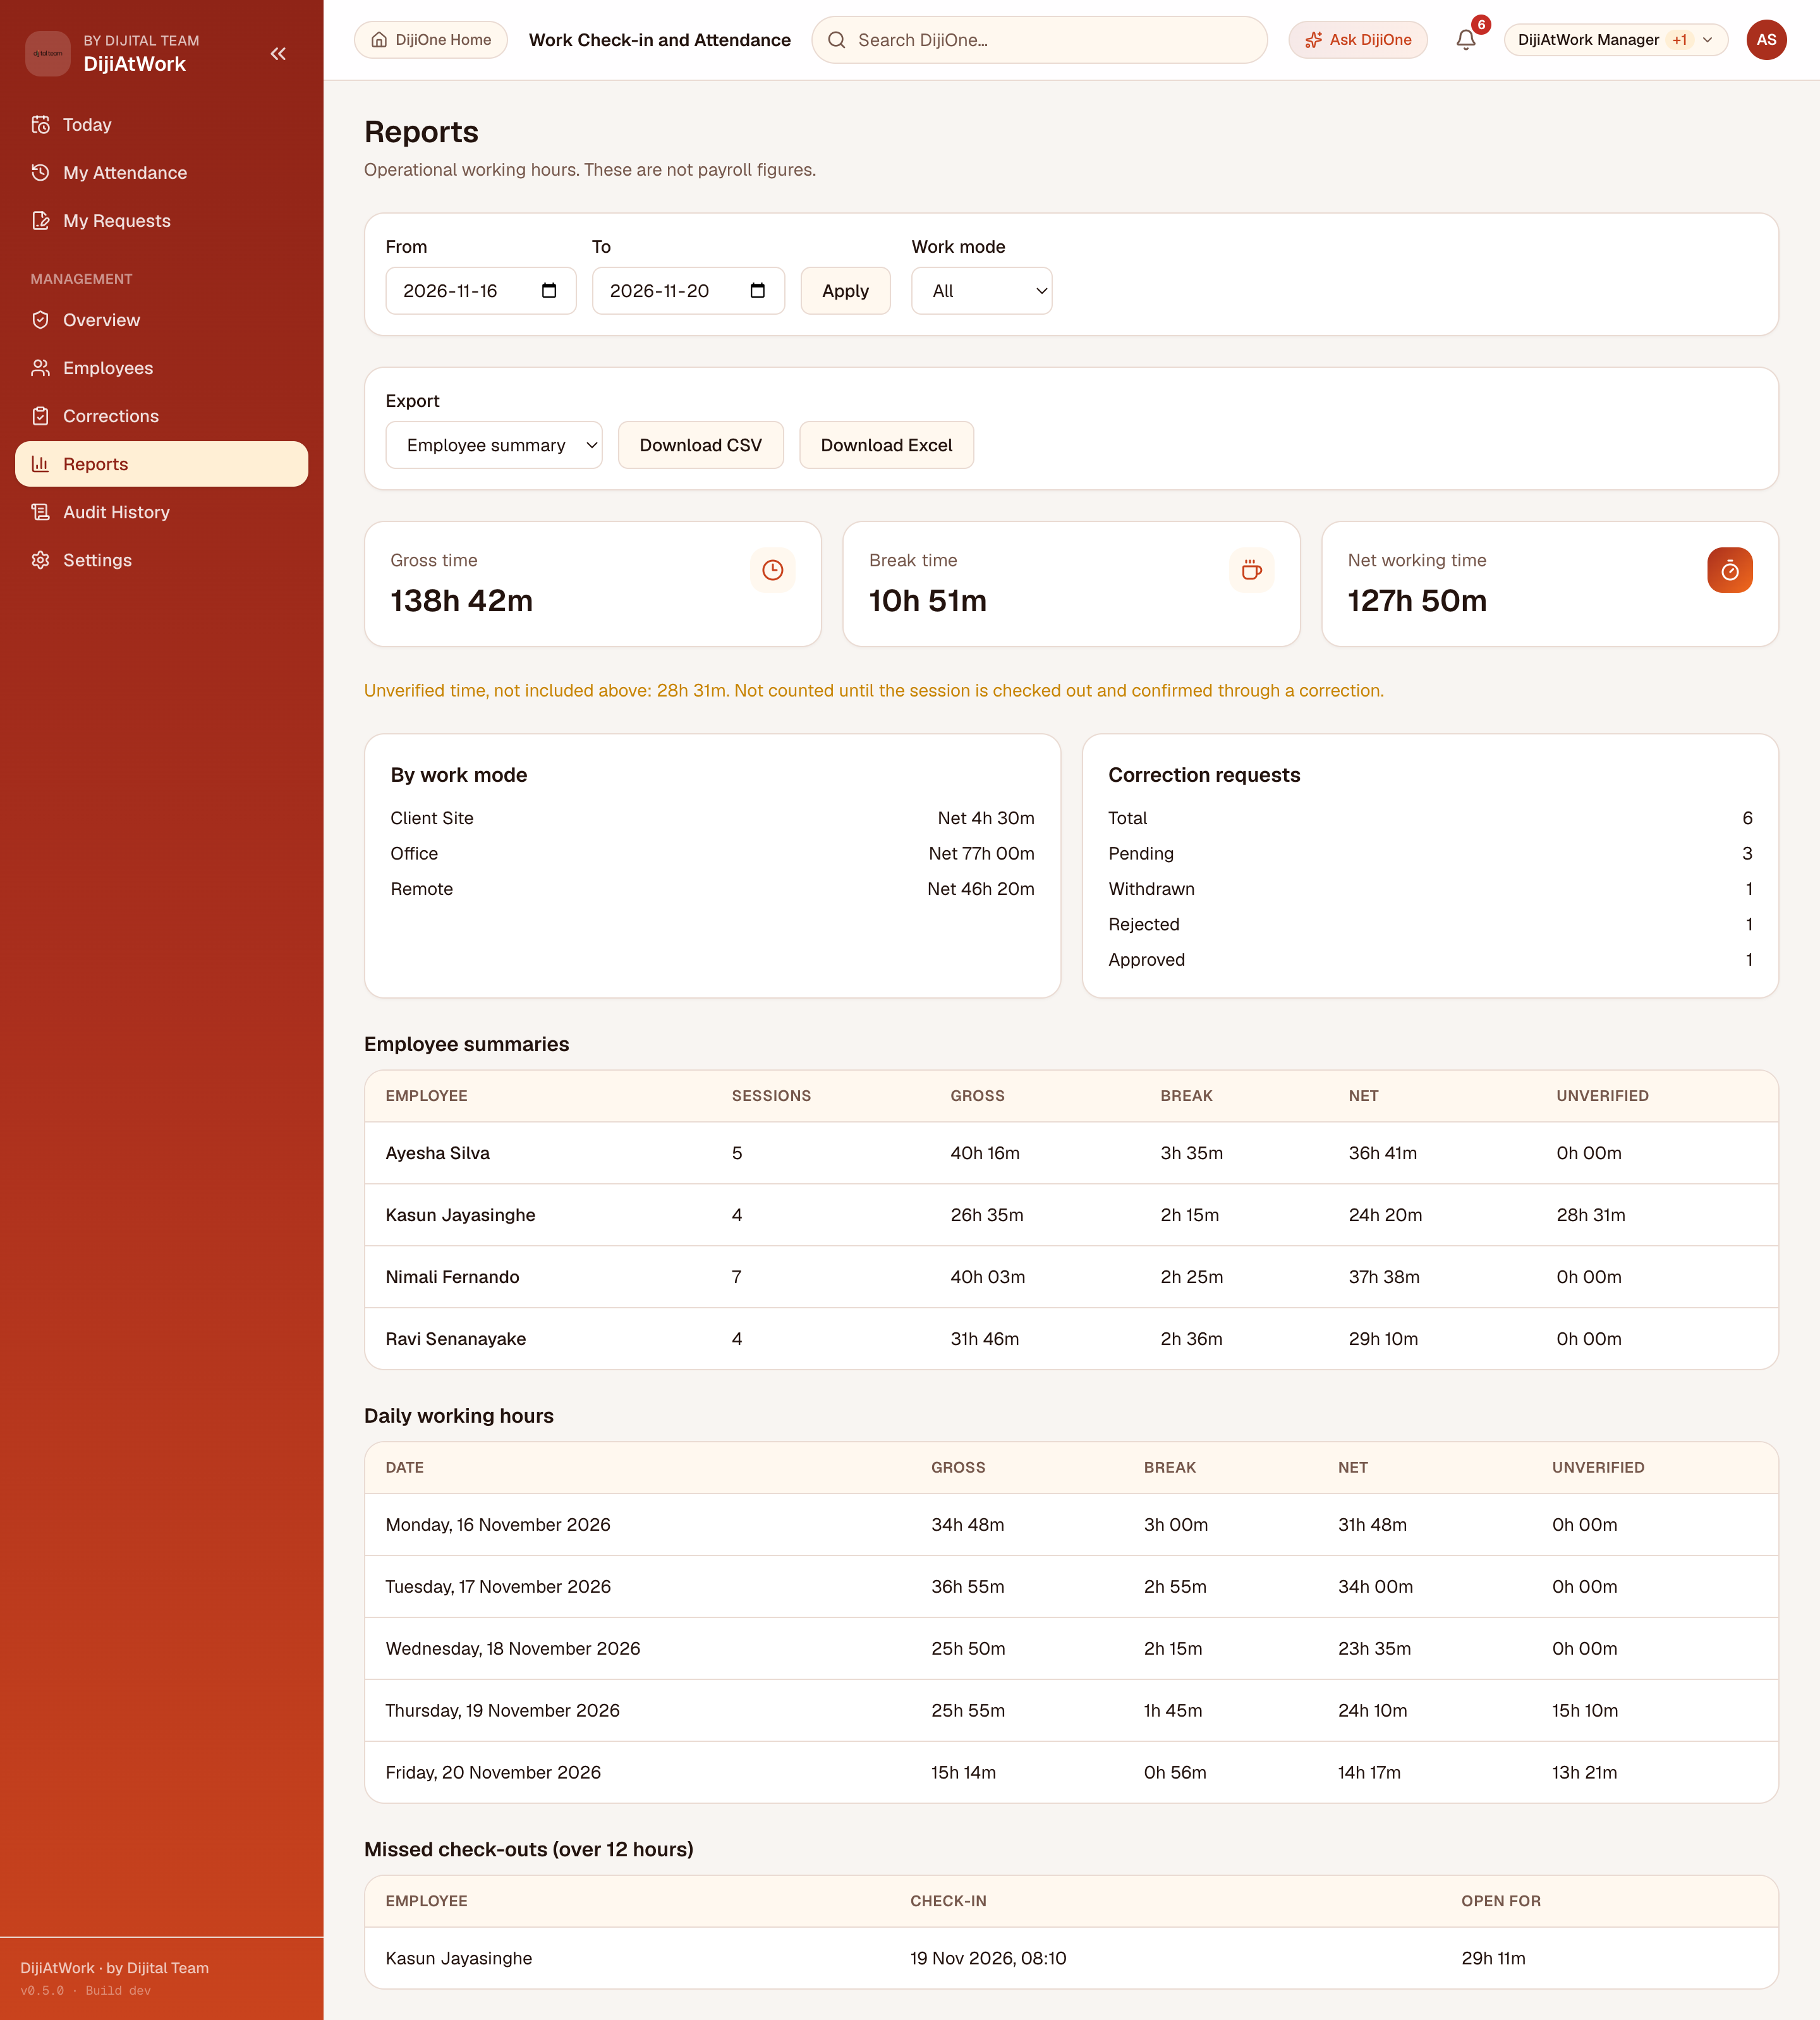 BY DIJITAL TEAM
DijiAtWork
Today
My Attendance
My Requests
MANAGEMENT
Overview
Employees
Corrections
Reports
Audit History
Settings
DijiAtWork · by Dijital Team
v0.5.0 · Build dev
DijiOne Home
Work Check-in and Attendance
Search DijiOne...
Ask DijiOne
6
DijiAtWork Manager +1
AS
Reports
Operational working hours. These are not payroll figures.
From To Work mode
2026-11-16 2026-11-20 Apply All
Export
Employee summary Download CSV Download Excel
Gross time
138h 42m
Break time
10h 51m
Net working time
127h 50m
Unverified time, not included above: 28h 31m. Not counted until the session is checked out and confirmed through a correction.
By work mode
Client Site Net 4h 30m
Office Net 77h 00m
Remote Net 46h 20m
Correction requests
Total 6
Pending 3
Withdrawn 1
Rejected 1
Approved 1
Employee summaries
EMPLOYEE SESSIONS GROSS BREAK NET UNVERIFIED
Ayesha Silva 5 40h 16m 3h 35m 36h 41m 0h 00m
Kasun Jayasinghe 4 26h 35m 2h 15m 24h 20m 28h 31m
Nimali Fernando 7 40h 03m 2h 25m 37h 38m 0h 00m
Ravi Senanayake 4 31h 46m 2h 36m 29h 10m 0h 00m
Daily working hours
DATE GROSS BREAK NET UNVERIFIED
Monday, 16 November 2026 34h 48m 3h 00m 31h 48m 0h 00m
Tuesday, 17 November 2026 36h 55m 2h 55m 34h 00m 0h 00m
Wednesday, 18 November 2026 25h 50m 2h 15m 23h 35m 0h 00m
Thursday, 19 November 2026 25h 55m 1h 45m 24h 10m 15h 10m
Friday, 20 November 2026 15h 14m 0h 56m 14h 17m 13h 21m
Missed check-outs (over 12 hours)
EMPLOYEE CHECK-IN OPEN FOR
Kasun Jayasinghe 19 Nov 2026, 08:10 29h 11m